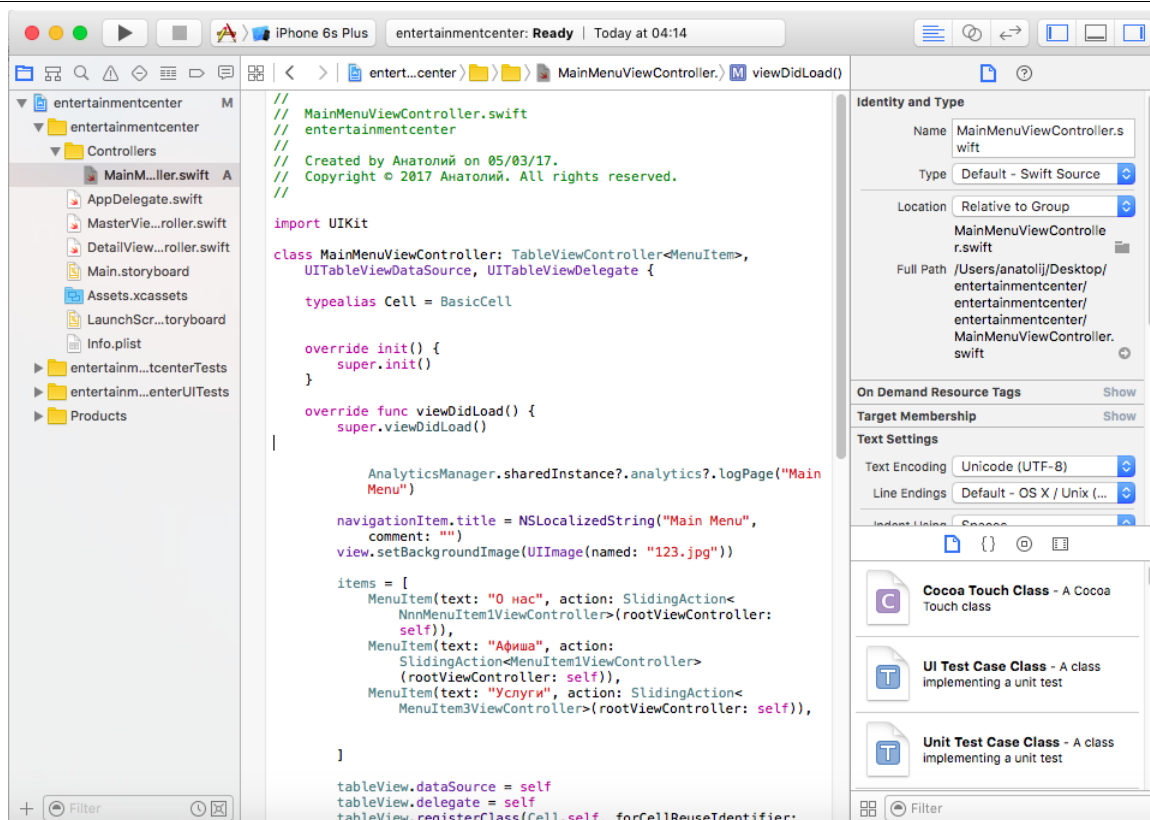 iPhone 6s Plus
entertainmentcenter: Ready | Today at 04:14
entert...center
MainMenuViewController.
M viewDidLoad()
entertainmentcenter M
entertainmentcenter
Controllers
MainM...ller.swift A
AppDelegate.swift
MasterVie...roller.swift
DetailView...roller.swift
Main.storyboard
Assets.xcassets
LaunchScr...toryboard
Info.plist
entertainm...tcenterTests
entertainm...enterUITests
Products
Filter
//
// MainMenuViewController.swift
// entertainmentcenter
//
// Created by Анатолий on 05/03/17.
// Copyright © 2017 Анатолий. All rights reserved.
//
import UIKit
class MainMenuViewController: TableViewController<MenuItem>,
UITableViewDataSource, UITableViewDelegate {
typealias Cell = BasicCell
override init() {
super.init()
}
override func viewDidLoad() {
super.viewDidLoad()
AnalyticsManager.sharedInstance?.analytics?.logPage("Main
Menu")
navigationItem.title = NSLocalizedString("Main Menu",
comment: "")
view.setBackgroundImage(UIImage(named: "123.jpg"))
items = [
MenuItem(text: "О нас", action: SlidingAction<
NnnMenuItem1ViewController>(rootViewController:
self)),
MenuItem(text: "Афиша", action:
SlidingAction<MenuItem1ViewController>
(rootViewController: self)),
MenuItem(text: "Услуги", action: SlidingAction<
MenuItem3ViewController>(rootViewController: self)),
]
tableView.dataSource = self
tableView.delegate = self
tableView.registerClass(Cell.self, forCellReuseIdentifier:
Identity and Type
Name MainMenuViewController.s
wift
Type Default - Swift Source
Location Relative to Group
MainMenuViewControlle
r.swift
Full Path /Users/anatolij/Desktop/
entertainmentcenter/
entertainmentcenter/
entertainmentcenter/
MainMenuViewController.
swift
On Demand Resource Tags Show
Target Membership Show
Text Settings
Text Encoding Unicode (UTF-8)
Line Endings Default - OS X / Unix (...
Indent Using Spaces
{}
C
Cocoa Touch Class - A Cocoa
Touch class
T
UI Test Case Class - A class
implementing a unit test
T
Unit Test Case Class - A class
implementing a unit test
Filter